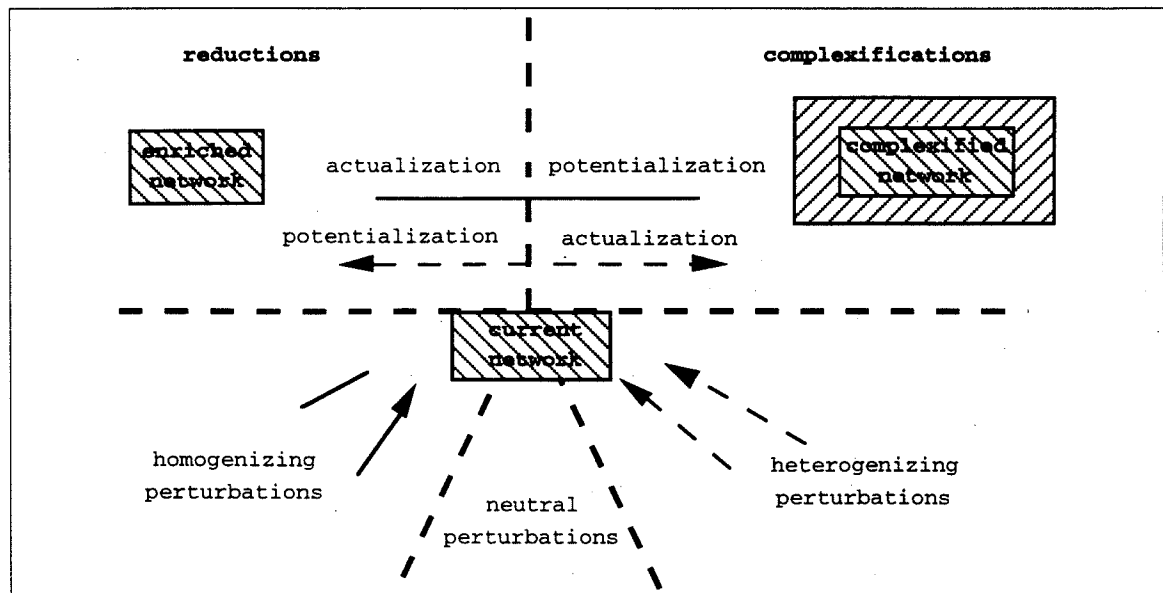 reductions
complexifications
enriched
network
complexified
network
actualization
potentialization
potentialization
actualization
current
network
homogenizing
perturbations
neutral
perturbations
heterogenizing
perturbations